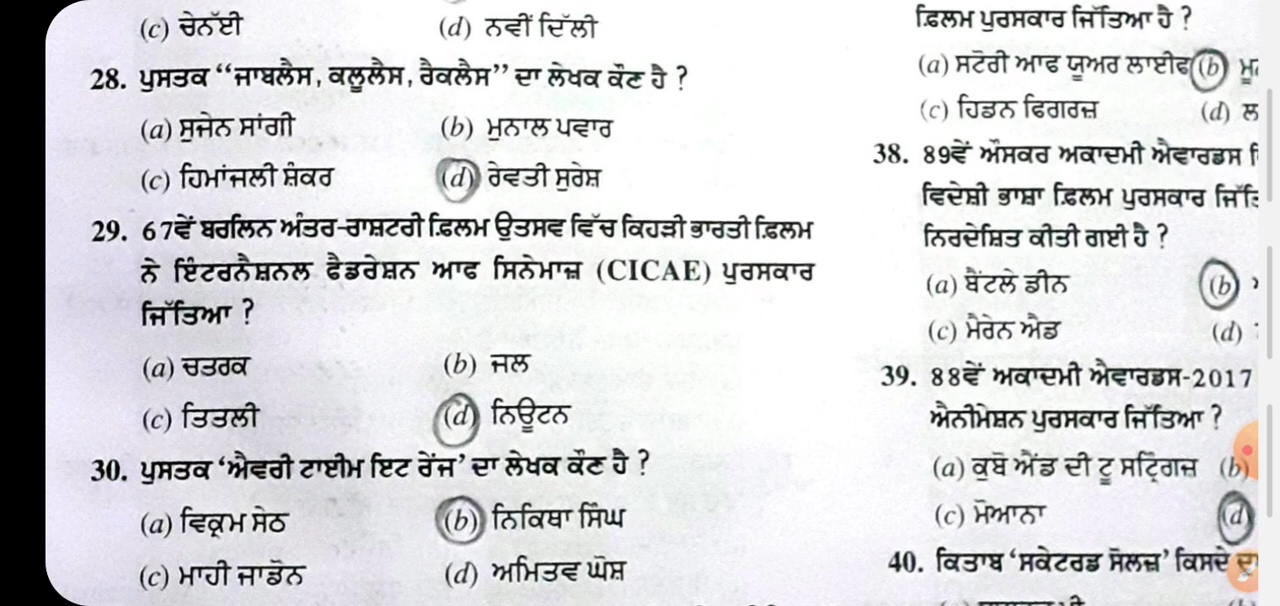 (c) ਚੇਨੱਈ (d) ਨਵੀਂ ਦਿੱਲੀ
28. ਪੁਸਤਕ “ਜਾਬਲੈਸ, ਕਲੂਲੈਸ, ਰੈਕਲੈਸ” ਦਾ ਲੇਖਕ ਕੌਣ ਹੈ ?
(a) ਸੁਜੇਨ ਸਾਂਗੀ (b) ਮੁਨਾਲ ਪਵਾਰ
(c) ਹਿਮਾਂਜਲੀ ਸ਼ੰਕਰ (d) ਰੇਵਤੀ ਸੁਰੇਸ਼
29. 67ਵੇਂ ਬਰਲਿਨ ਅੰਤਰ-ਰਾਸ਼ਟਰੀ ਫ਼ਿਲਮ ਉਤਸਵ ਵਿੱਚ ਕਿਹੜੀ ਭਾਰਤੀ ਫ਼ਿਲਮ
ਨੇ ਇੰਟਰਨੈਸ਼ਨਲ ਫੈਡਰੇਸ਼ਨ ਆਫ ਸਿਨੇਮਾਜ਼ (CICAE) ਪੁਰਸਕਾਰ
ਜਿੱਤਿਆ ?
(a) ਚਤਰਕ (b) ਜਲ
(c) ਤਿਤਲੀ (d) ਨਿਊਟਨ
30. ਪੁਸਤਕ ‘ਐਵਰੀ ਟਾਈਮ ਇਟ ਰੇਂਜ’ ਦਾ ਲੇਖਕ ਕੌਣ ਹੈ ?
(a) ਵਿਕ੍ਰਮ ਸੇਠ (b) ਨਿਕਿਥਾ ਸਿੰਘ
(c) ਮਾਹੀ ਜਾਡੋਨ (d) ਅਮਿਤਵ ਘੋਸ਼
ਫ਼ਿਲਮ ਪੁਰਸਕਾਰ ਜਿੱਤਿਆ ਹੈ ?
(a) ਸਟੋਰੀ ਆਫ ਯੂਅਰ ਲਾਈਫ (b)
(c) ਹਿਡਨ ਫਿਗਰਜ਼ (d)
38. 89ਵੇਂ ਔਸਕਰ ਅਕਾਦਮੀ ਐਵਾਰਡਸ
ਵਿਦੇਸ਼ੀ ਭਾਸ਼ਾ ਫ਼ਿਲਮ ਪੁਰਸਕਾਰ
ਨਿਰਦੇਸ਼ਿਤ ਕੀਤੀ ਗਈ ਹੈ ?
(a) ਬੈਂਟਲੇ ਡੀਨ (b)
(c) ਮੈਰੇਨ ਐਡ (d)
39. 88ਵੇਂ ਅਕਾਦਮੀ ਐਵਾਰਡਸ-2017
ਐਨੀਮੇਸ਼ਨ ਪੁਰਸਕਾਰ ਜਿੱਤਿਆ ?
(a) ਕੁਬੋ ਐਂਡ ਦੀ ਟੂ ਸਟ੍ਰਿੰਗਜ਼ (b)
(c) ਮੋਆਨਾ (d)
40. ਕਿਤਾਬ ‘ਸਕੇਟਰਡ ਸੋਲਜ਼’ ਕਿਸਦੇ